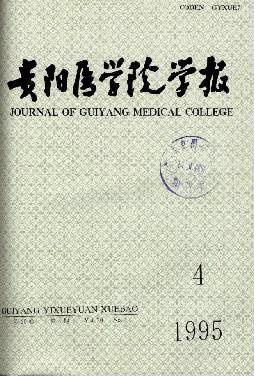 CODEN GYXUE7
贵阳医学院学报
JOURNAL OF GUIYANG MEDICAL COLLEGE
4
GUIYANG YIXUEYUAN XUEBAO
1995